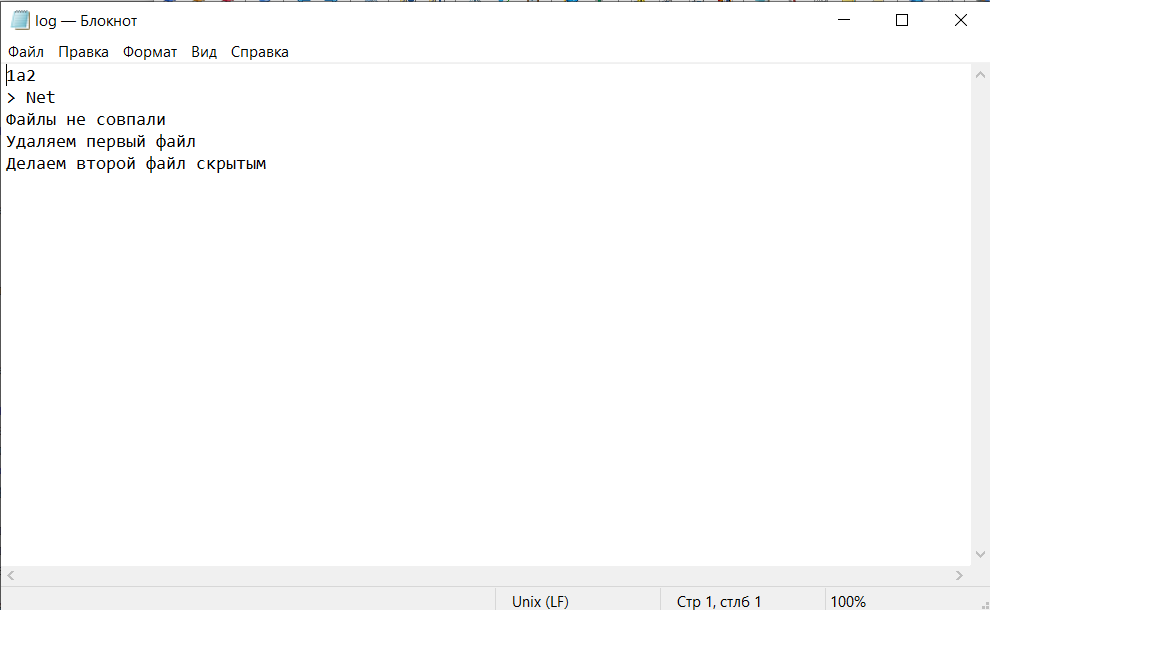 log — Блокнот
Файл Правка Формат Вид Справка
1a2
> Net
Файлы не совпали
Удаляем первый файл
Делаем второй файл скрытым
Unix (LF) Стр 1, стлб 1 100%